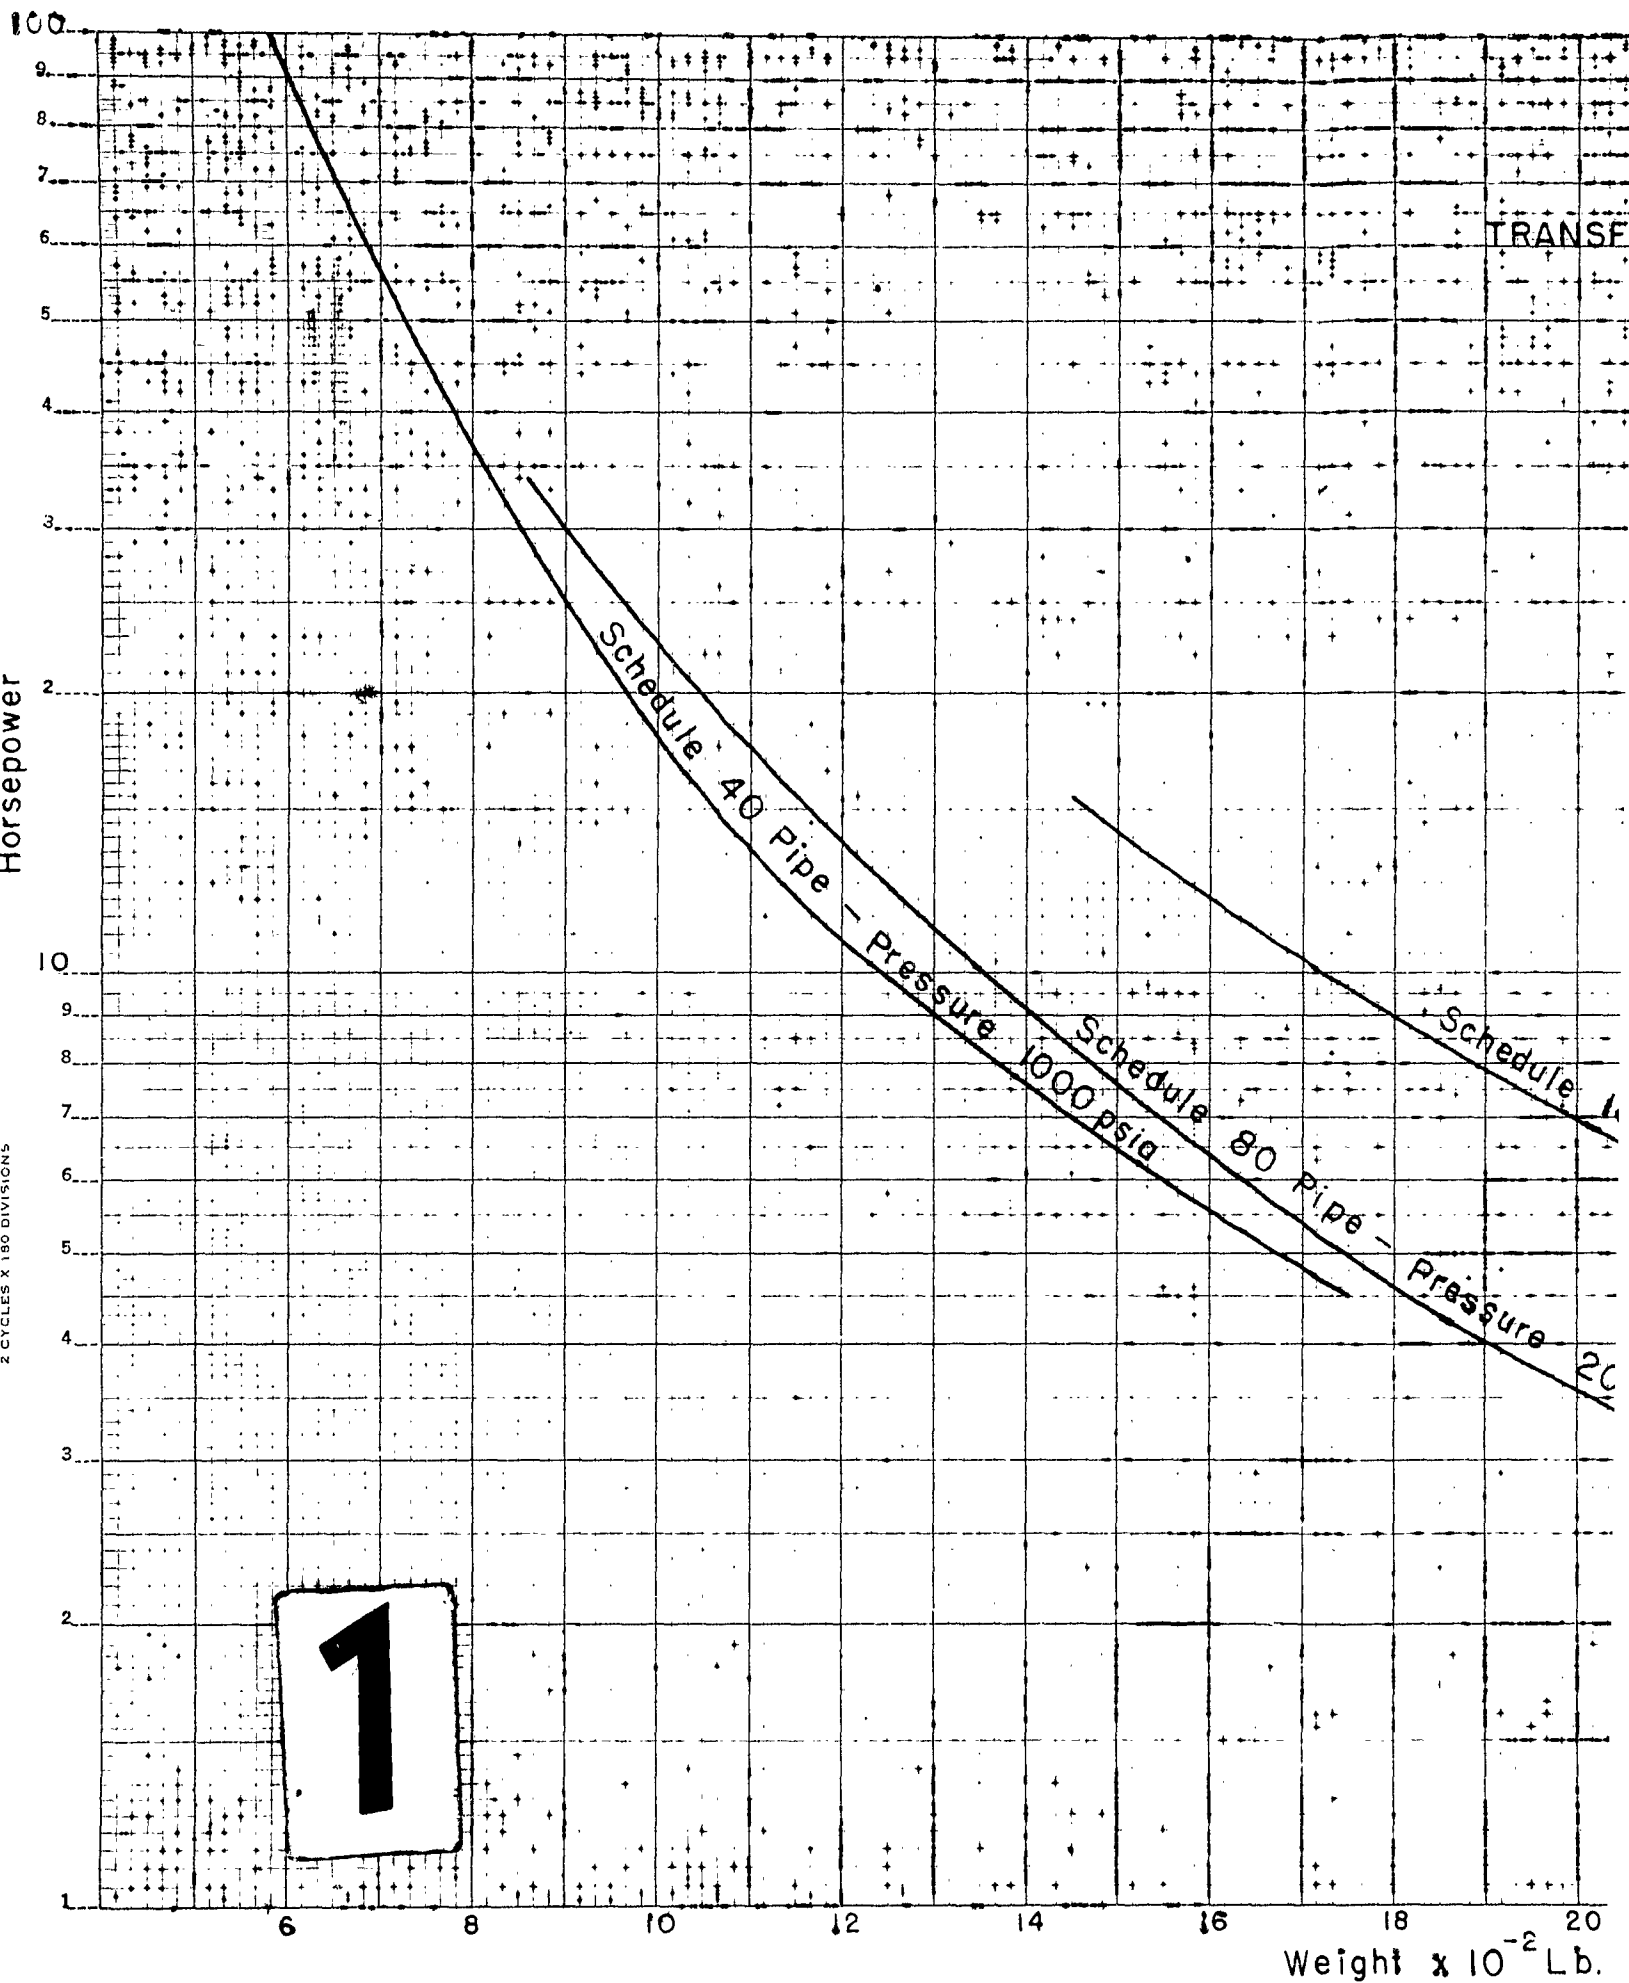 100
9
8
7
6
TRANSF
5
4
3
2
Horsepower
10
9
8
7
6
5
4
3
2
1
Schedule 40 Pipe - Pressure 1000 psia
Schedule 80 Pipe - Pressure 20
Schedule
2 CYCLES X 180 DIVISIONS
1
6 8 10 12 14 16 18 20
Weight x 10⁻² Lb.